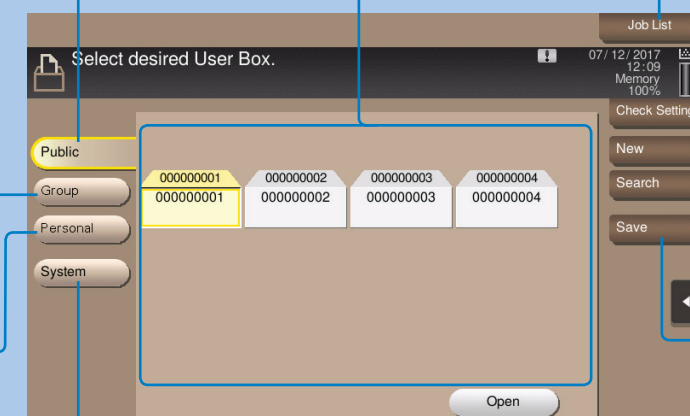 Job List
Select desired User Box.
07/12/2017
12:09
Memory
100%
Check Setting
Public
New
000000001 000000002 000000003 000000004
000000001 000000002 000000003 000000004
Group
Search
Personal
Save
System
Open